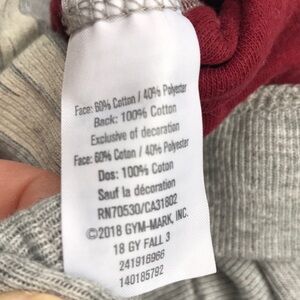 Face: 60% Cotton / 40% Polyester
Back: 100% Cotton
Exclusive of decoration
Face: 60% Coton / 40% Polyester
Dos: 100% Coton
Sauf la décoration
RN70530/CA31802
©2018 GYM-MARK, INC.
18 GY FALL 3
241916966
140185792